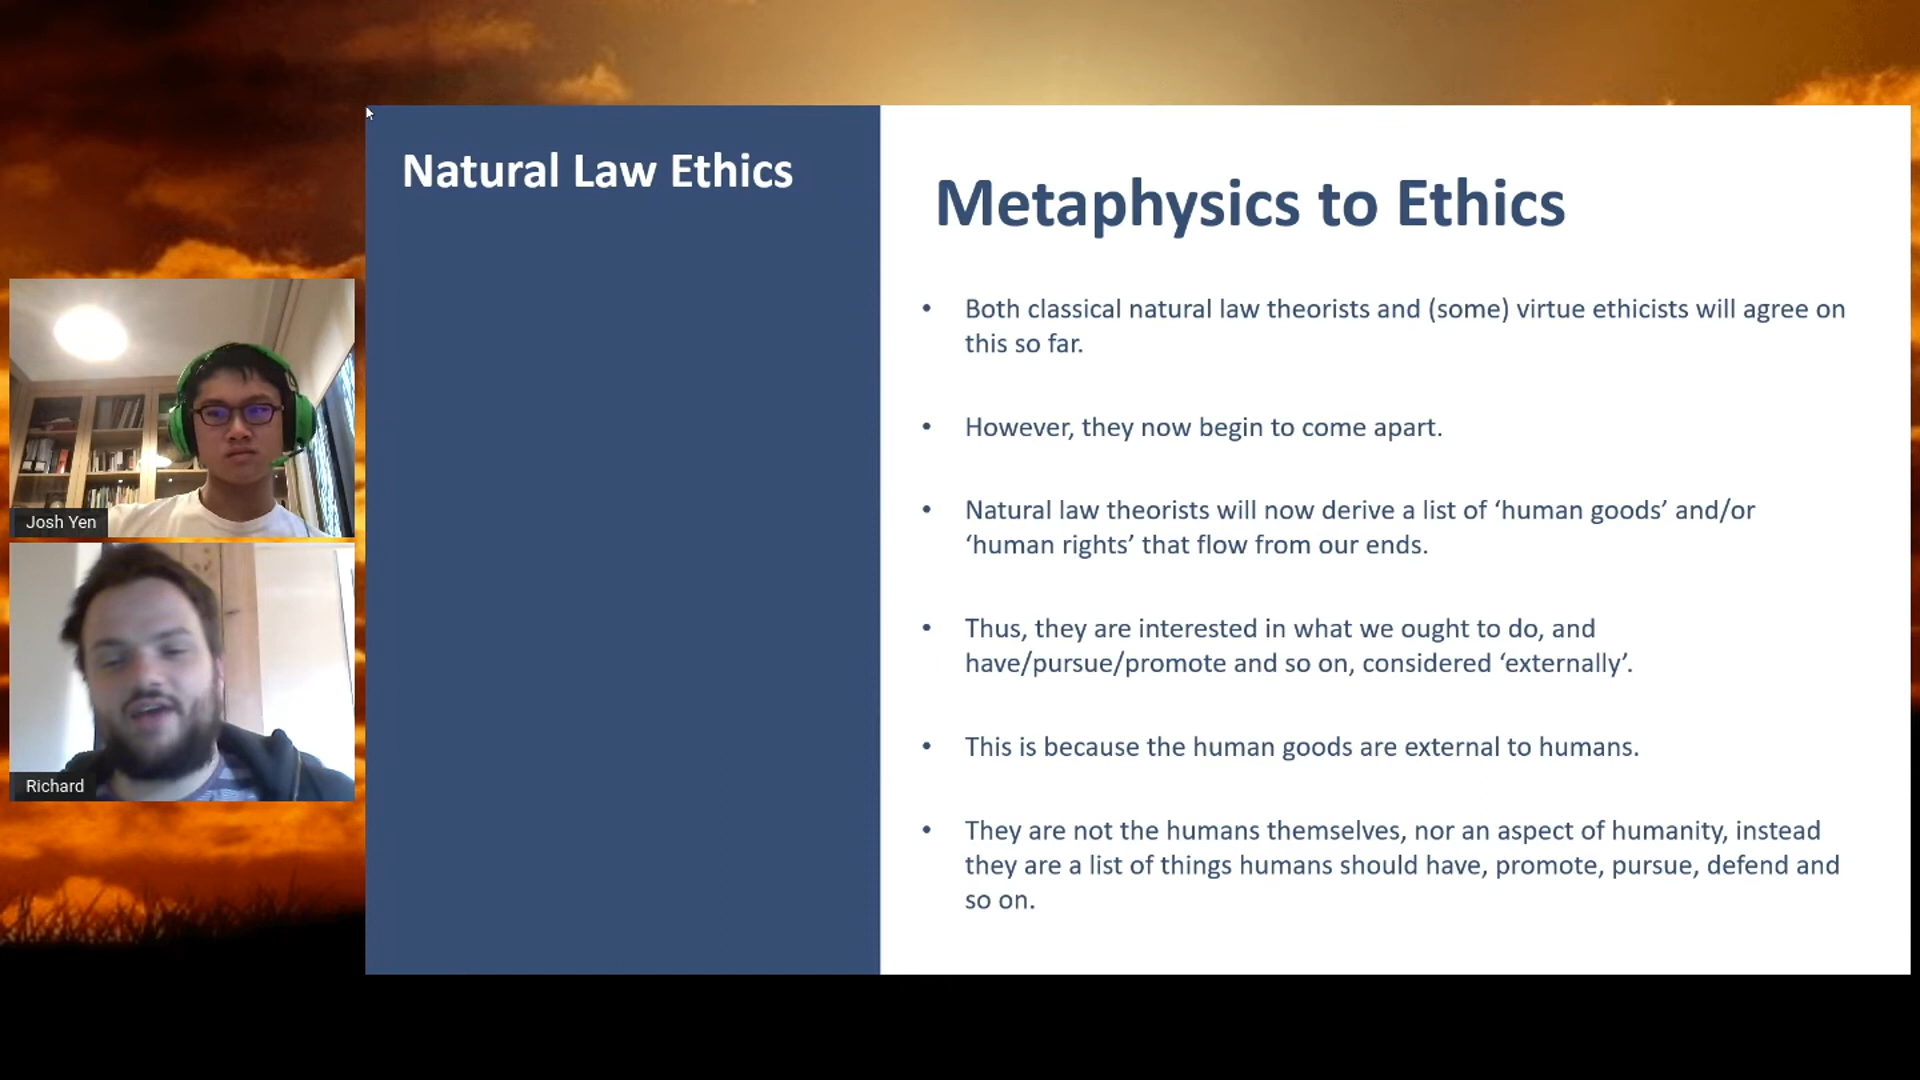 Natural Law Ethics
Metaphysics to Ethics
• Both classical natural law theorists and (some) virtue ethicists will agree on
this so far.
• However, they now begin to come apart.
• Natural law theorists will now derive a list of ‘human goods’ and/or
‘human rights’ that flow from our ends.
• Thus, they are interested in what we ought to do, and
have/pursue/promote and so on, considered ‘externally’.
• This is because the human goods are external to humans.
• They are not the humans themselves, nor an aspect of humanity, instead
they are a list of things humans should have, promote, pursue, defend and
so on.
Josh Yen
Richard